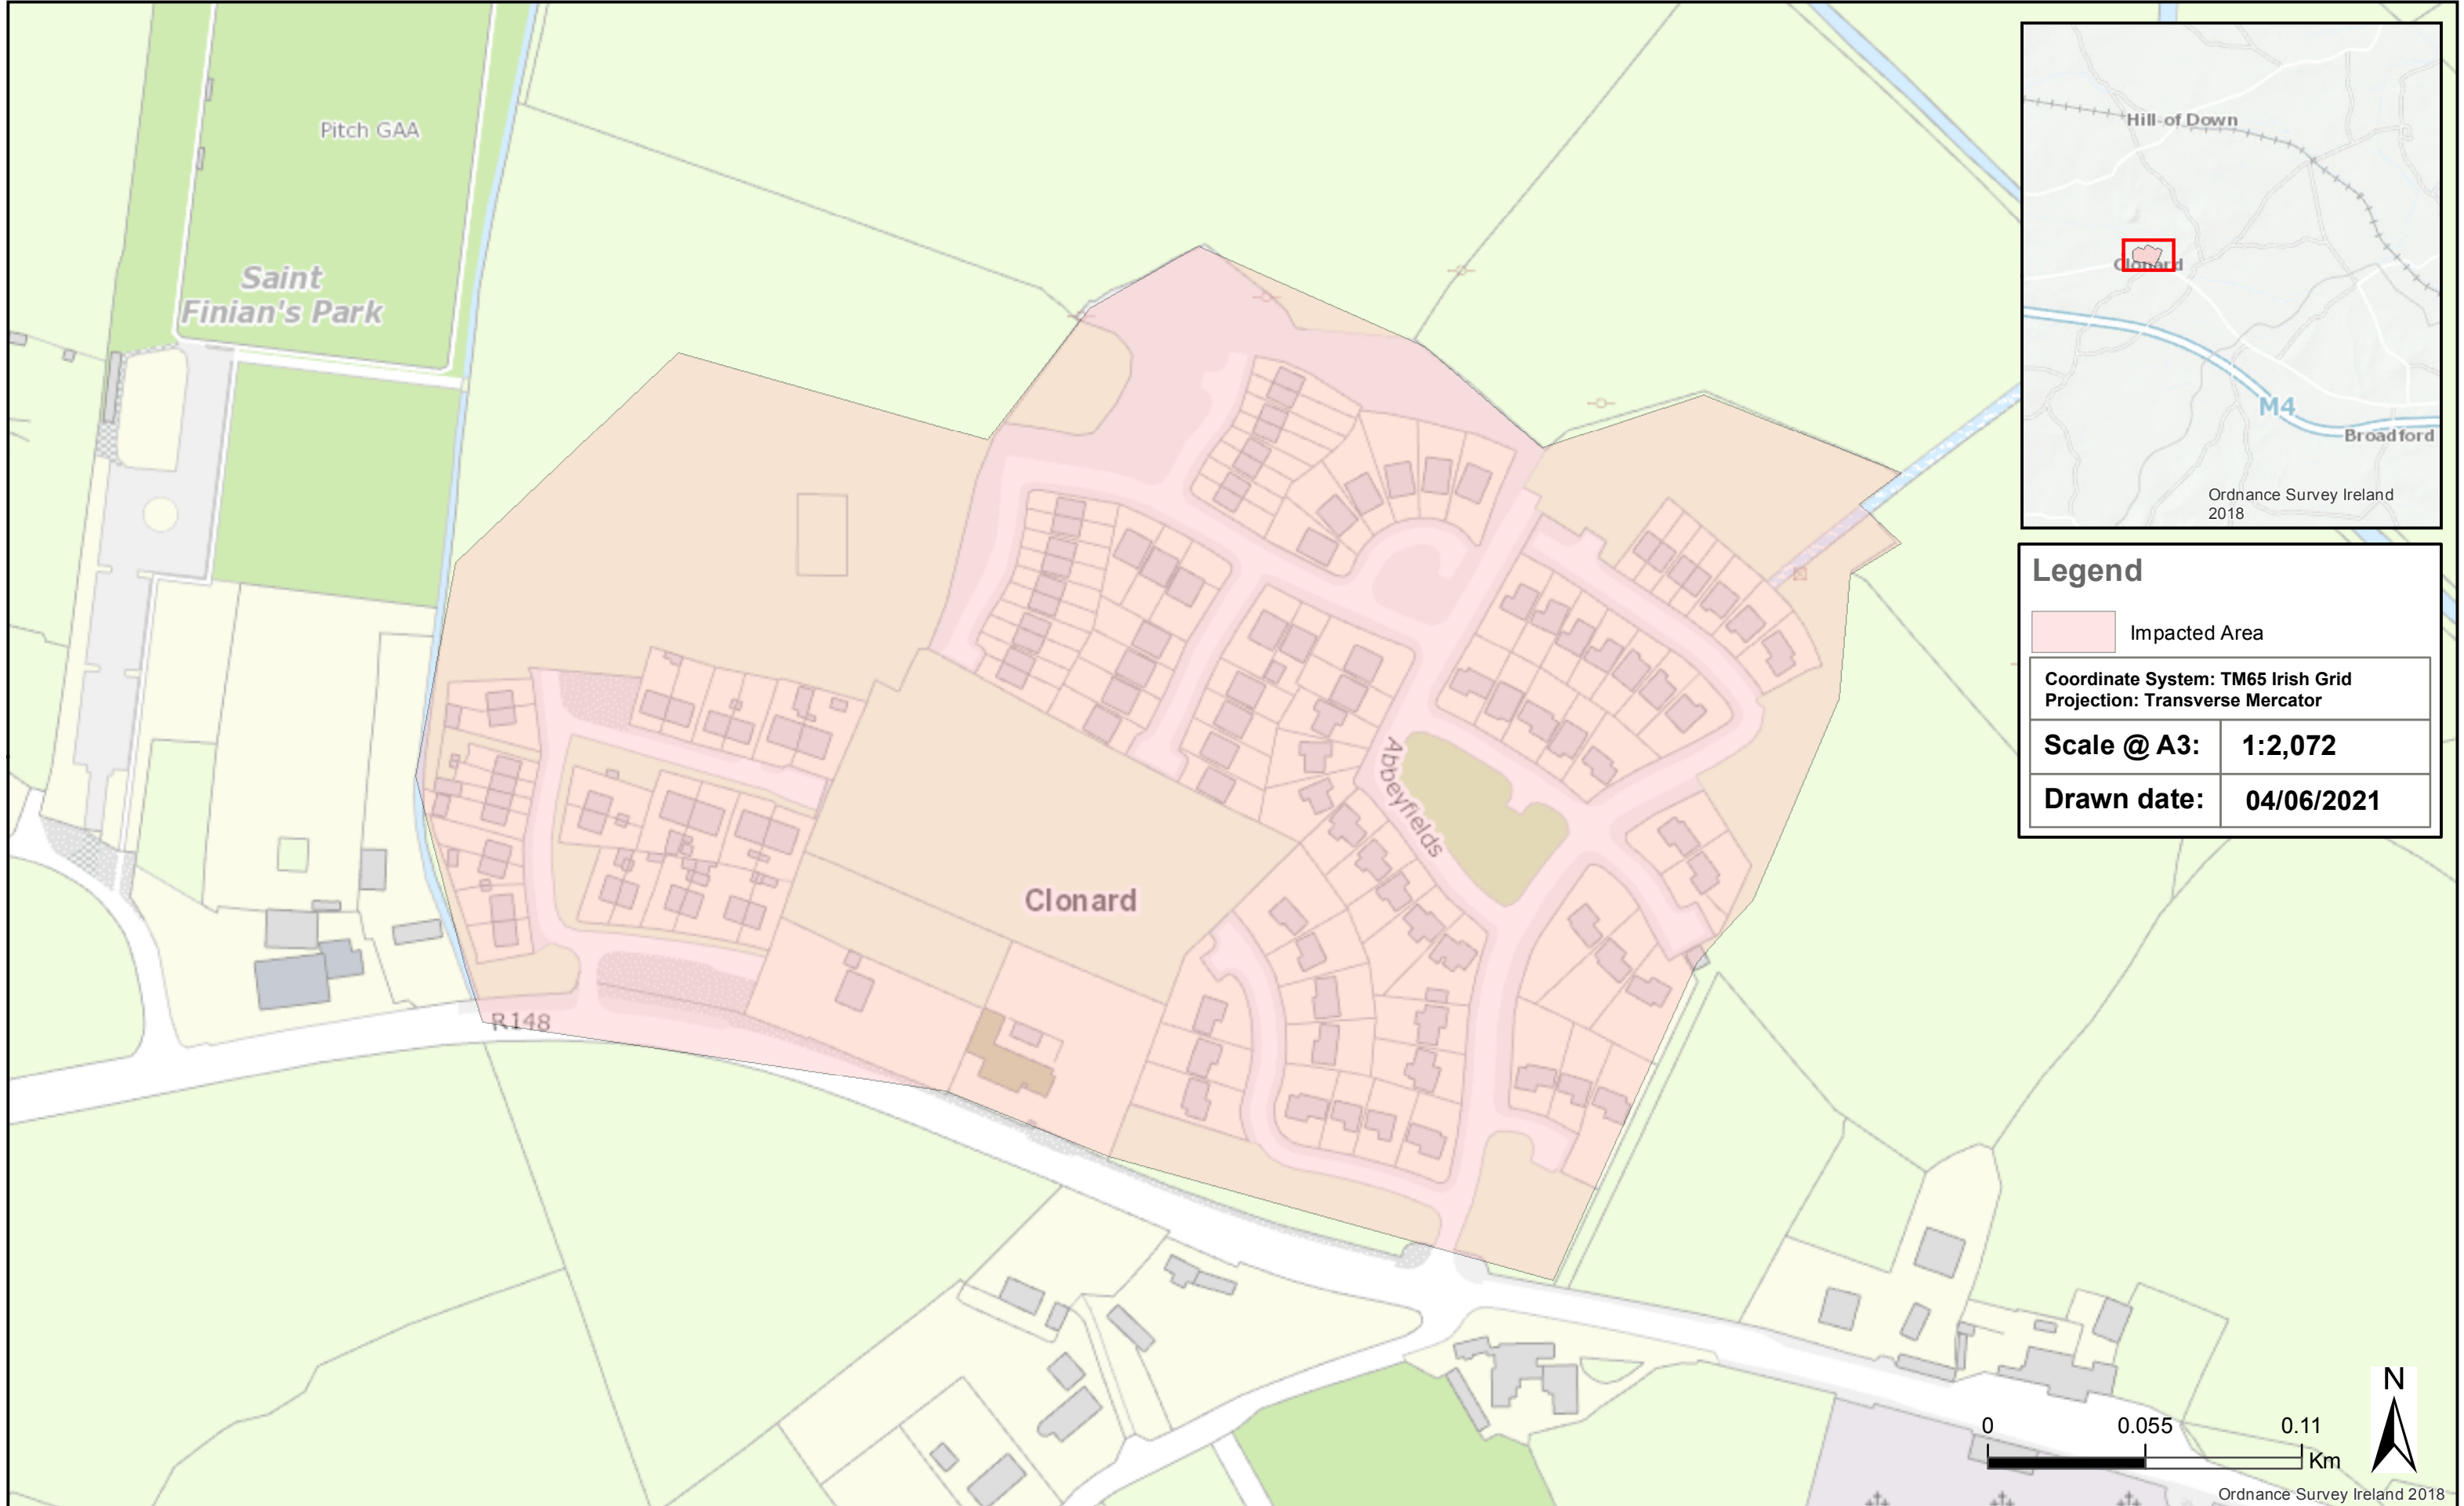 Pitch GAA
Saint
Finian's Park
Clonard
Abbeyfields
R148
Hill of Down
Clonard
M4
Broadford
Ordnance Survey Ireland
2018
Legend
Impacted Area
Coordinate System: TM65 Irish Grid
Projection: Transverse Mercator
Scale @ A3: 1:2,072
Drawn date: 04/06/2021
N
0 0.055 0.11
Km
Ordnance Survey Ireland 2018